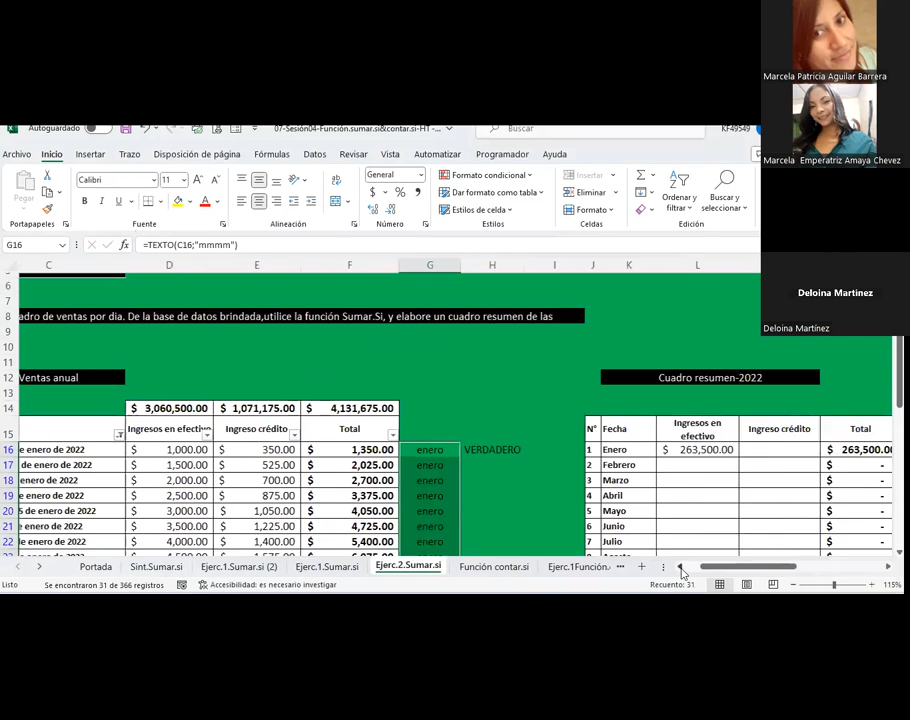 Marcela Patricia Aguilar Barrera
Marcela Emperatriz Amaya Chevez
Deloina Martinez
Deloina Martínez
Autoguardado
07-Sesión04-Función.sumar.si&contar.si-HT
Buscar
KF49549
Archivo Inicio Insertar Trazo Disposición de página Fórmulas Datos Revisar Vista Automatizar Programador Ayuda
Pegar
Calibri 11
N K S
General
$ % 000
Formato condicional
Dar formato como tabla
Estilos de celda
Insertar
Eliminar
Formato
Ordenar y filtrar
Buscar y seleccionar
Portapapeles Fuente Alineación Número Estilos Celdas Edición
G16
fx =TEXTO(C16;"mmmm")
C D E F G H I J K L
6
7
8 adro de ventas por dia. De la base de datos brindada,utilice la función Sumar.Si, y elabore un cuadro resumen de las
9
10
11
12 Ventas anual Cuadro resumen-2022
13
14 $ 3,060,500.00 $ 1,071,175.00 $ 4,131,675.00
15 Ingresos en efectiv Ingreso crédito Total N° Fecha Ingresos en efectivo Ingreso crédito Total
16 e enero de 2022 $ 1,000.00 $ 350.00 $ 1,350.00 enero VERDADERO 1 Enero $ 263,500.00 $ 263,500.00
17 de enero de 2022 $ 1,500.00 $ 525.00 $ 2,025.00 enero 2 Febrero $ -
18 enero de 2022 $ 2,000.00 $ 700.00 $ 2,700.00 enero 3 Marzo $ -
19 e enero de 2022 $ 2,500.00 $ 875.00 $ 3,375.00 enero 4 Abril $ -
20 5 de enero de 2022 $ 3,000.00 $ 1,050.00 $ 4,050.00 enero 5 Mayo $ -
21 e enero de 2022 $ 3,500.00 $ 1,225.00 $ 4,725.00 enero 6 Junio $ -
22 de enero de 2022 $ 4,000.00 $ 1,400.00 $ 5,400.00 enero 7 Julio $ -
Portada Sint.Sumar.si Ejerc.1.Sumar.si (2) Ejerc.1.Sumar.si Ejerc.2.Sumar.si Función contar.si Ejerc.1Función.
Listo Se encontraron 31 de 366 registros Accesibilidad: es necesario investigar Recuento: 31 115%